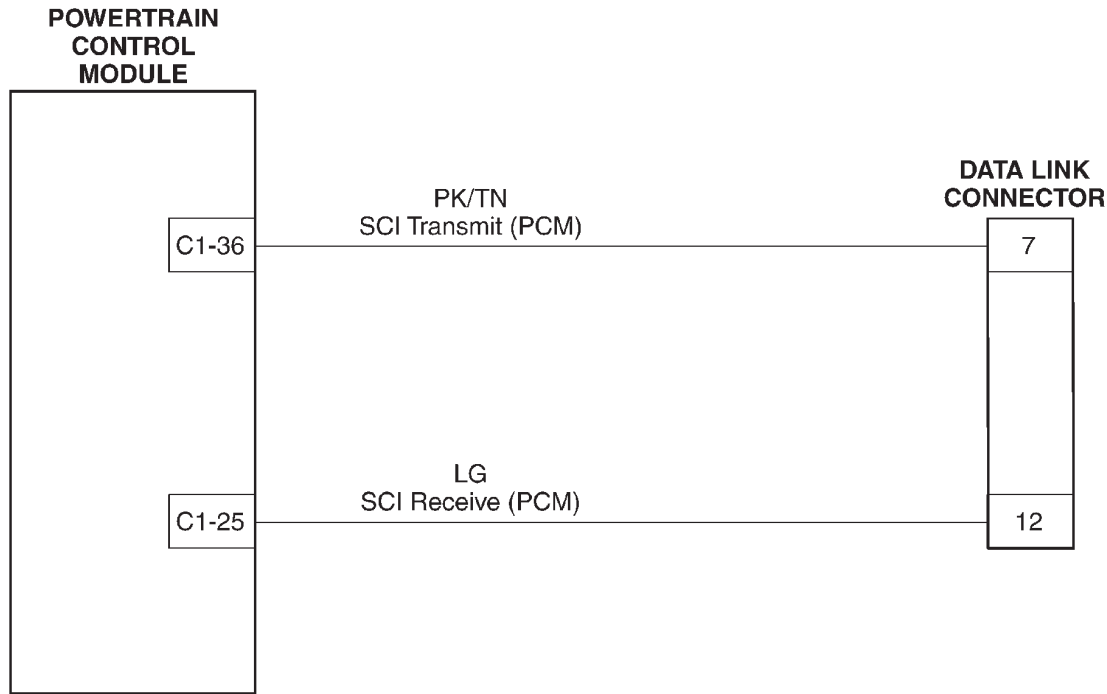 POWERTRAIN
CONTROL
MODULE
DATA LINK
CONNECTOR
PK/TN
SCI Transmit (PCM)
C1-36
7
LG
SCI Receive (PCM)
C1-25
12